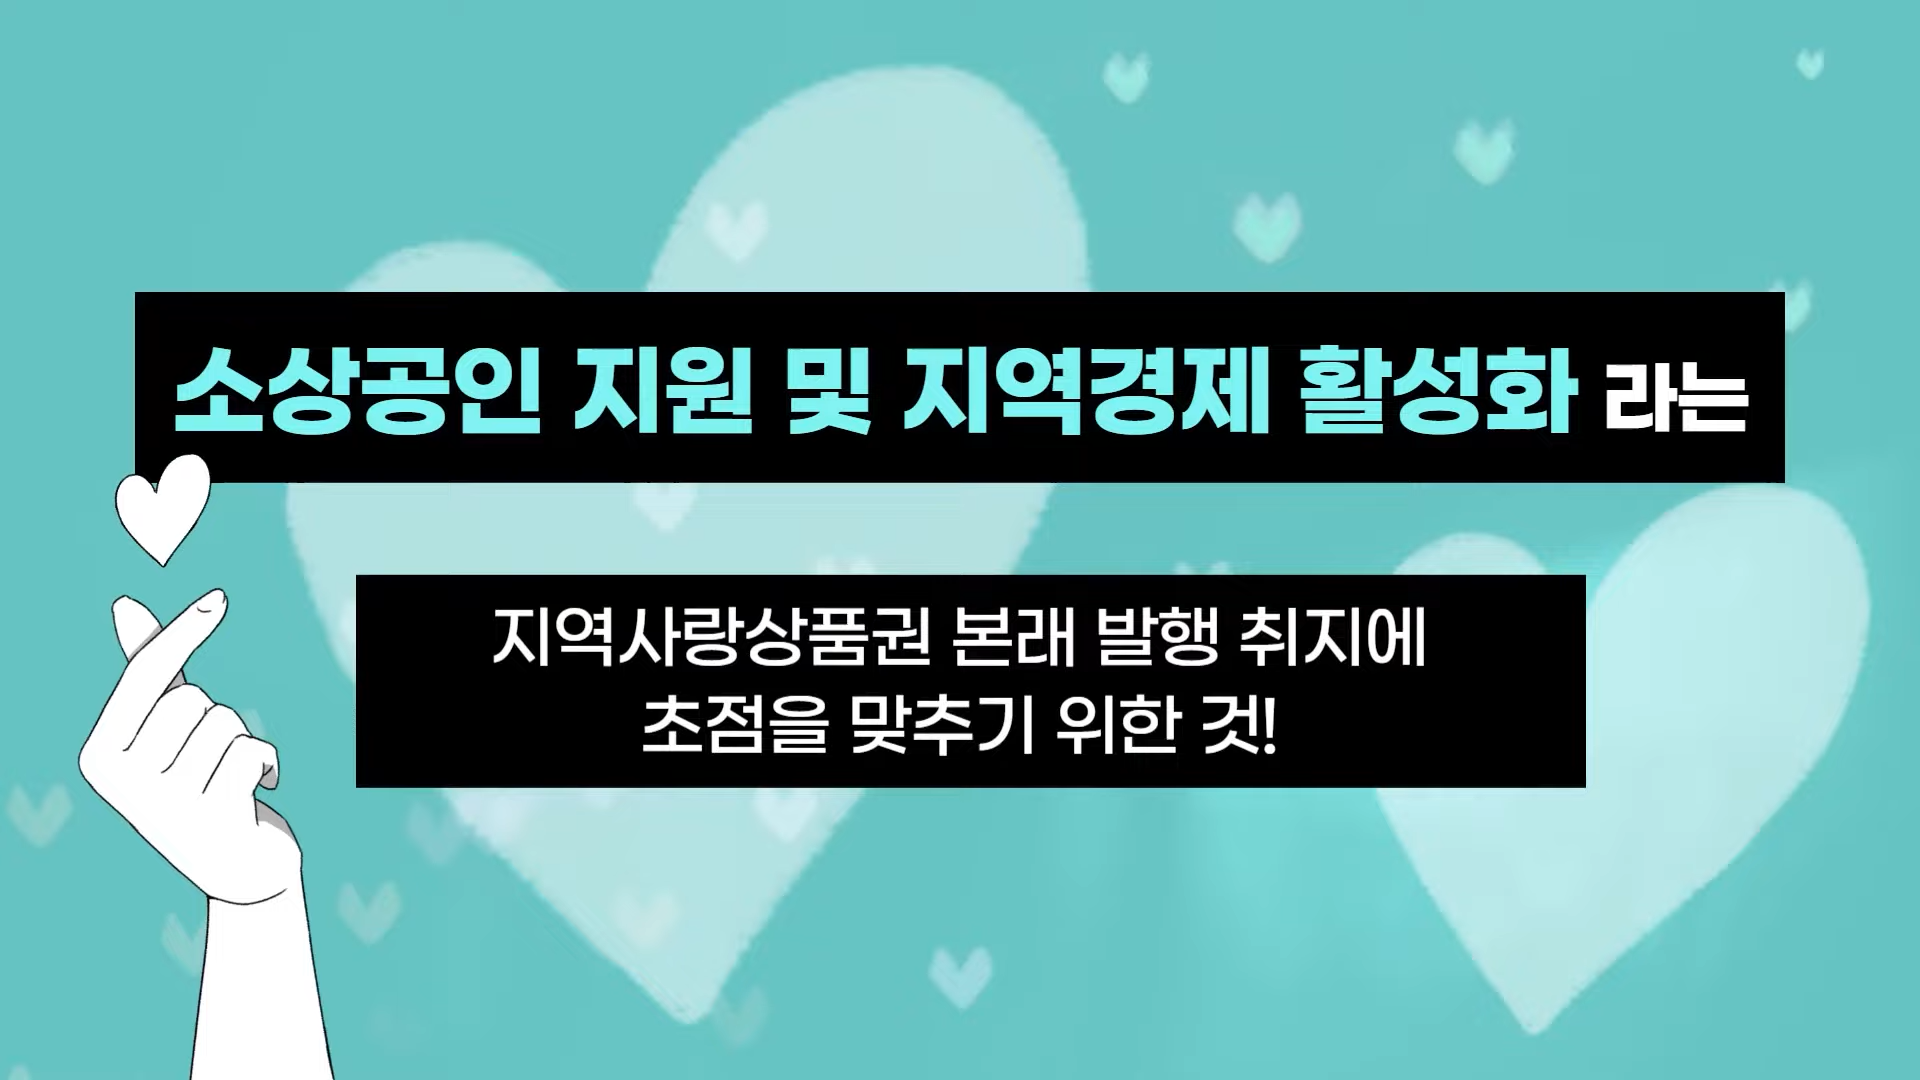 소상공인 지원 및 지역경제 활성화 라는
지역사랑상품권 본래 발행 취지에
초점을 맞추기 위한 것!